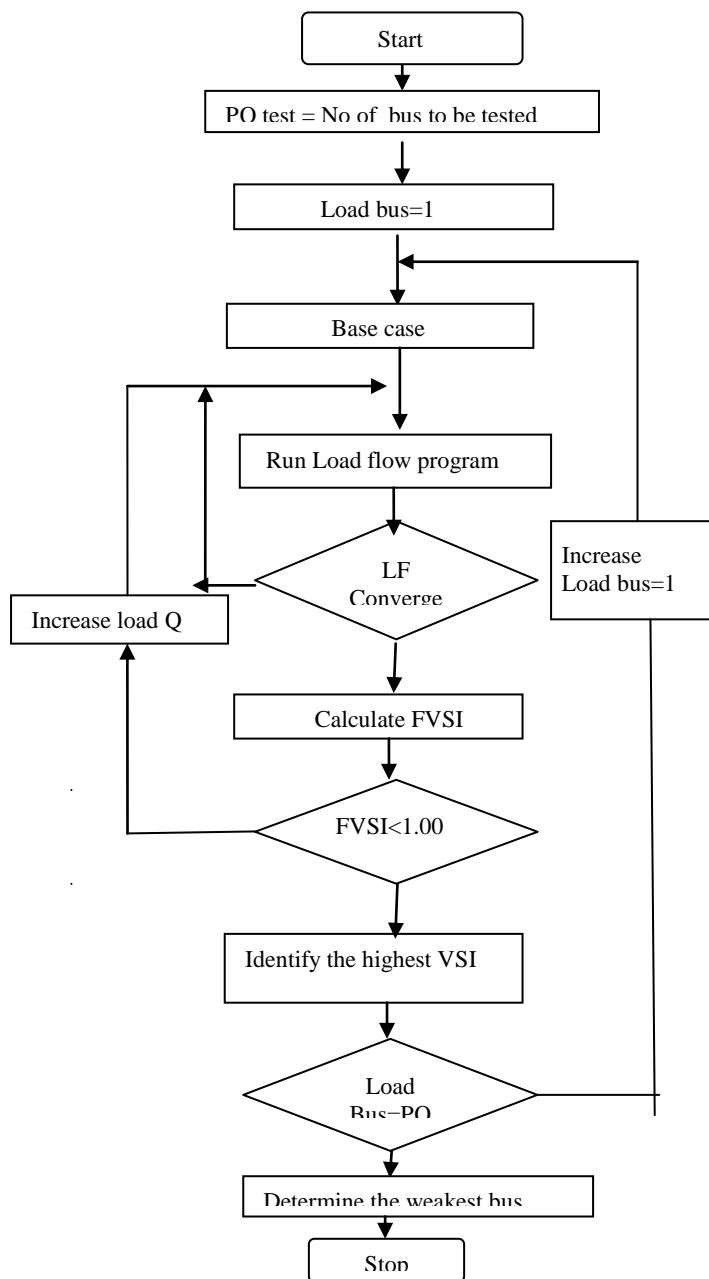 Start
PQ test = No of bus to be tested
Load bus=1
Base case
Run Load flow program
LF
Converge
Increase
Load bus=1
Increase load Q
Calculate FVSI
FVSI<1.00
Identify the highest VSI
Load
Bus=PQ
Determine the weakest bus
Stop